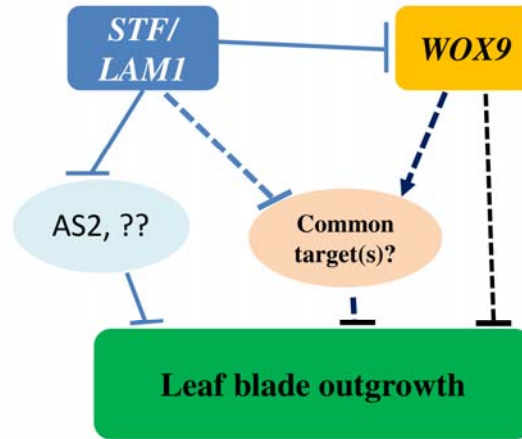 STF/
LAM1
WOX9
AS2, ??
Common
target(s)?
Leaf blade outgrowth